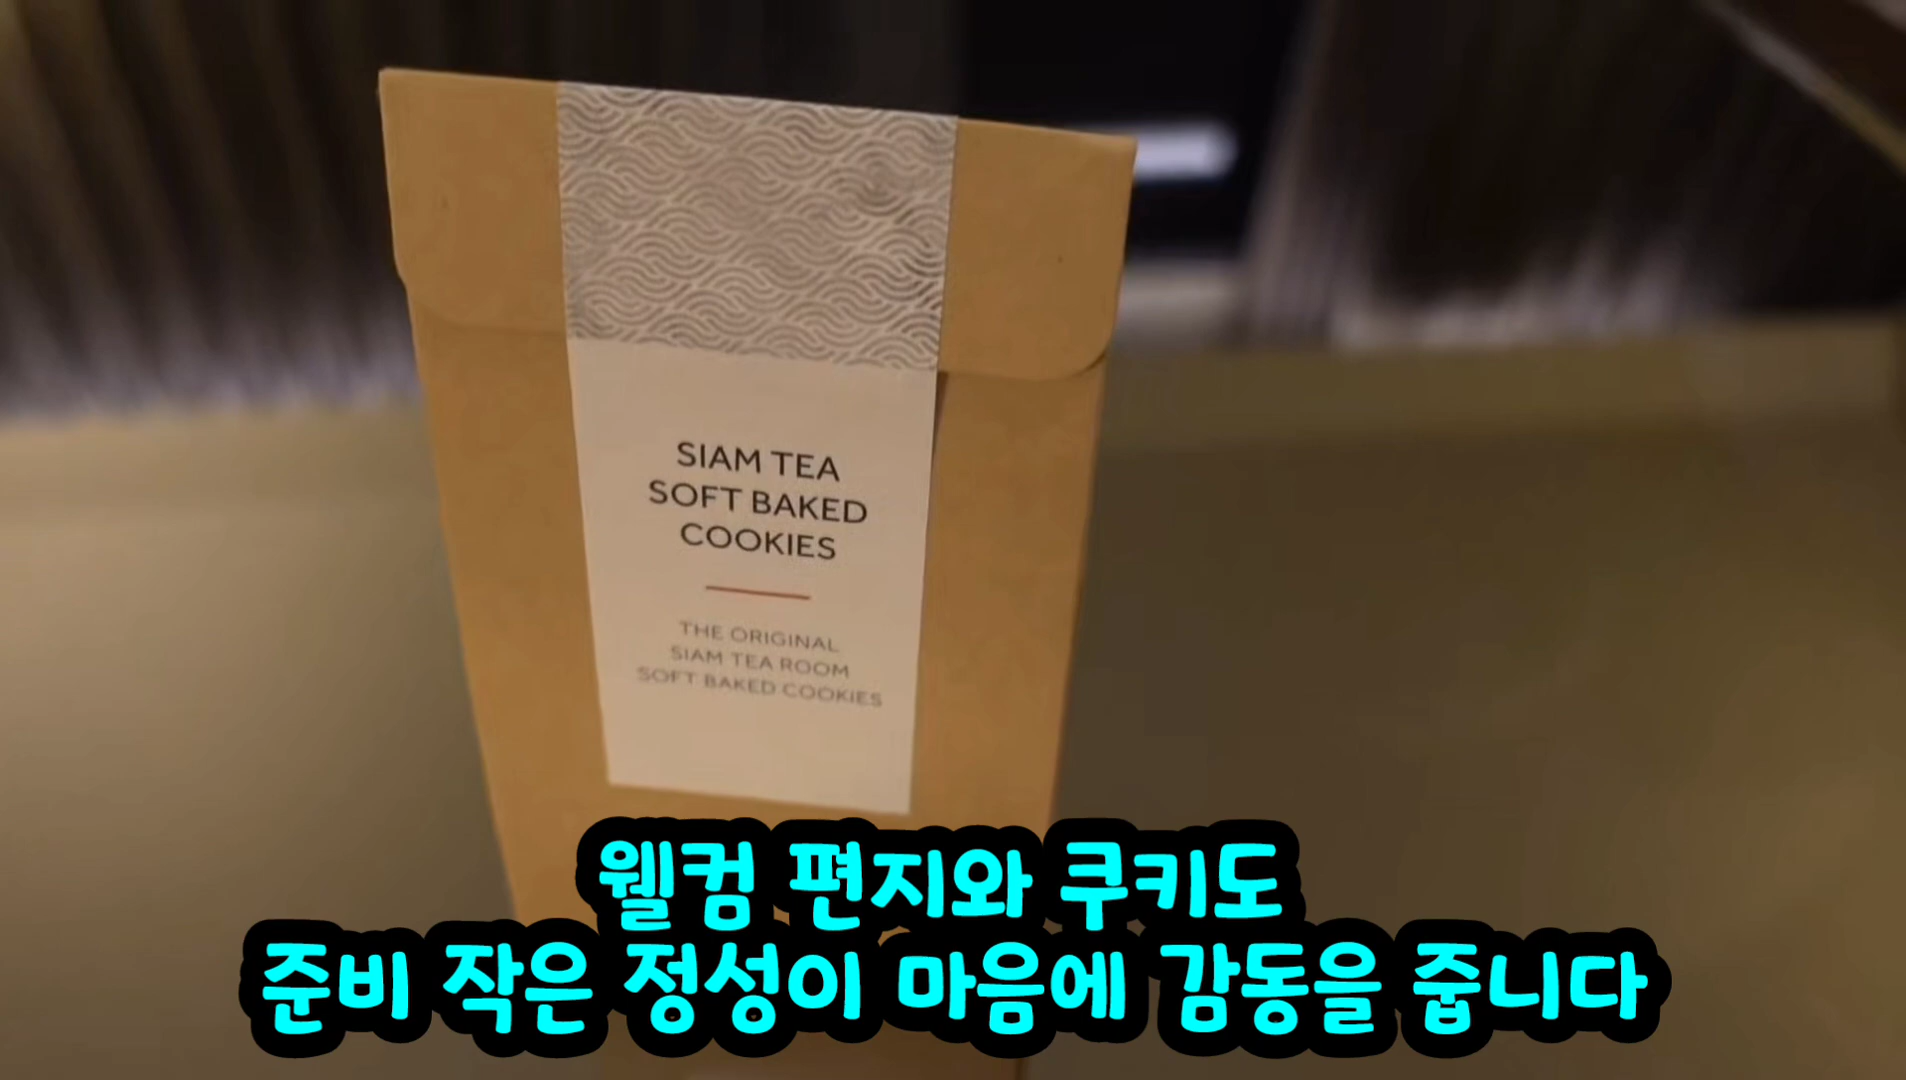 SIAM TEA
SOFT BAKED
COOKIES
THE ORIGINAL
SIAM TEA ROOM
SOFT BAKED COOKIES
웰컴 편지와 쿠키도
준비 작은 정성이 마음에 감동을 줍니다